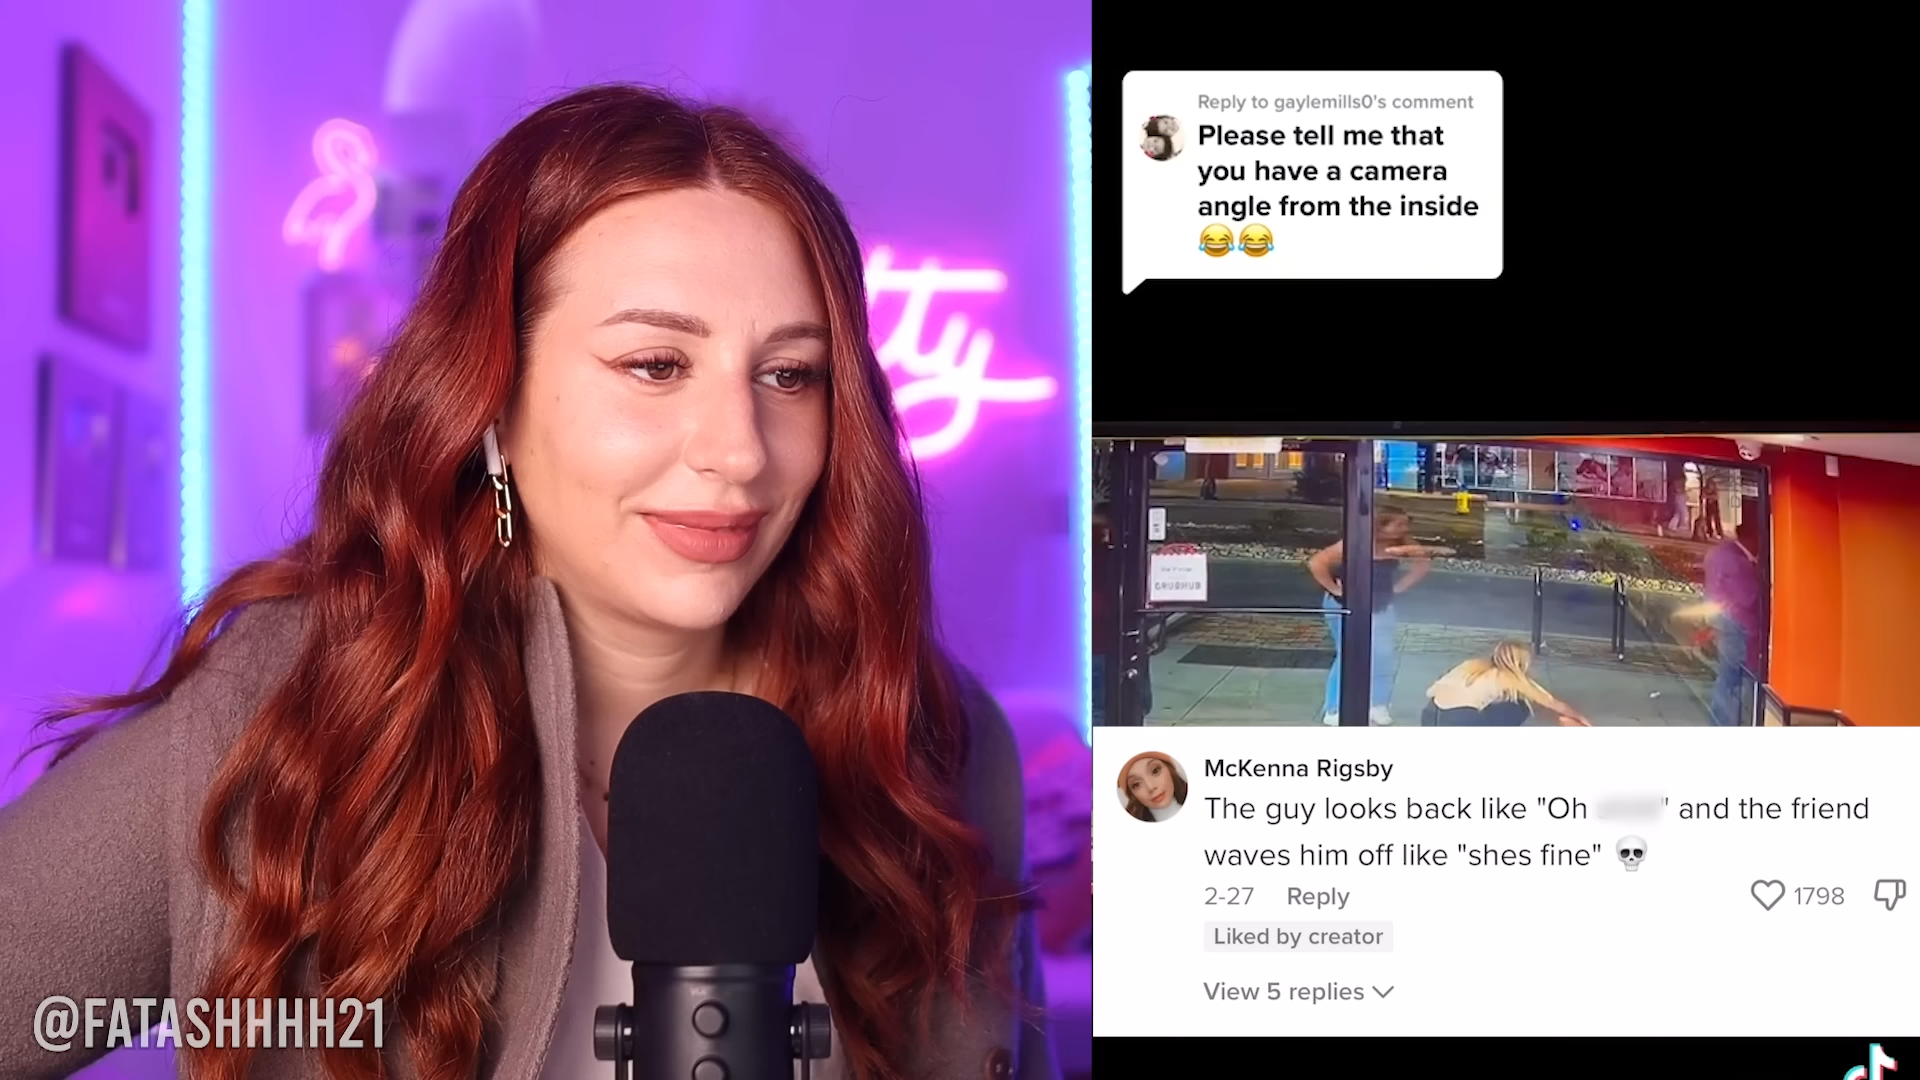 ty
Reply to gaylemills0's comment
Please tell me that
you have a camera
angle from the inside
😂😂
GRUBHUB
McKenna Rigsby
The guy looks back like "Oh " and the friend
waves him off like "shes fine" 💀
2-27 Reply 1798
Liked by creator
View 5 replies
@FATASHHHH21